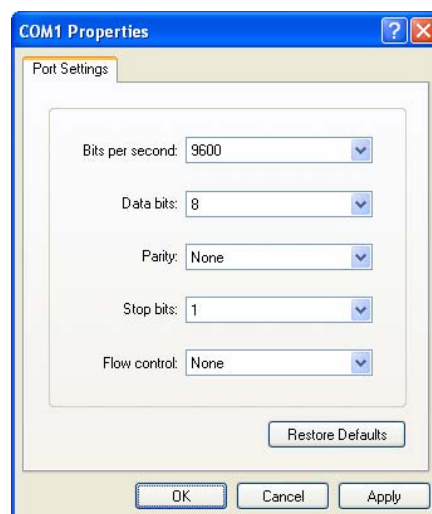 COM1 Properties
Port Settings
Bits per second: 9600
Data bits: 8
Parity: None
Stop bits: 1
Flow control: None
Restore Defaults
OK Cancel Apply